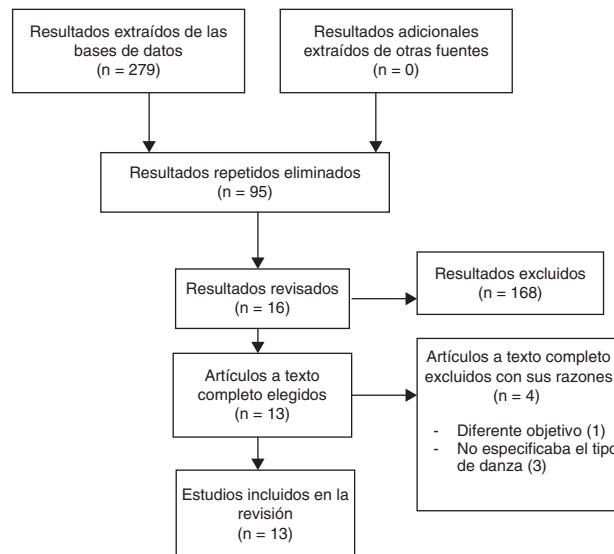 Resultados extraídos de las
bases de datos
(n = 279)
Resultados adicionales
extraídos de otras fuentes
(n = 0)
Resultados repetidos eliminados
(n = 95)
Resultados revisados
(n = 16)
Resultados excluidos
(n = 168)
Artículos a texto
completo elegidos
(n = 13)
Artículos a texto completo
excluidos con sus razones
(n = 4)
- Diferente objetivo (1)
- No especificaba el tipo
de danza (3)
Estudios incluidos en la
revisión
(n = 13)